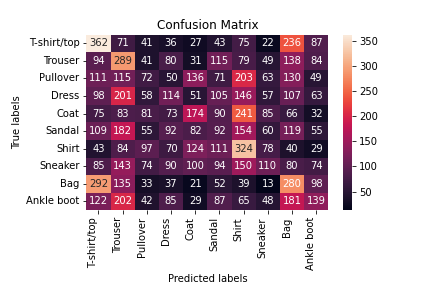 Confusion Matrix
T-shirt/top 362 71 41 36 27 43 75 22 236 87
Trouser 94 289 41 80 31 115 79 49 138 84
Pullover 111 115 72 50 136 71 203 63 130 49
Dress 98 201 58 114 51 105 146 57 107 63
Coat 75 83 81 73 174 90 241 85 66 32
Sandal 109 182 55 92 82 92 154 60 119 55
Shirt 43 84 97 70 124 111 324 78 40 29
Sneaker 85 143 74 90 100 94 150 110 80 74
Bag 292 135 33 37 21 52 39 13 280 98
Ankle boot 122 202 42 85 29 87 65 48 181 139
T-shirt/top Trouser Pullover Dress Coat Sandal Shirt Sneaker Bag Ankle boot
Predicted labels
True labels
350
300
250
200
150
100
50